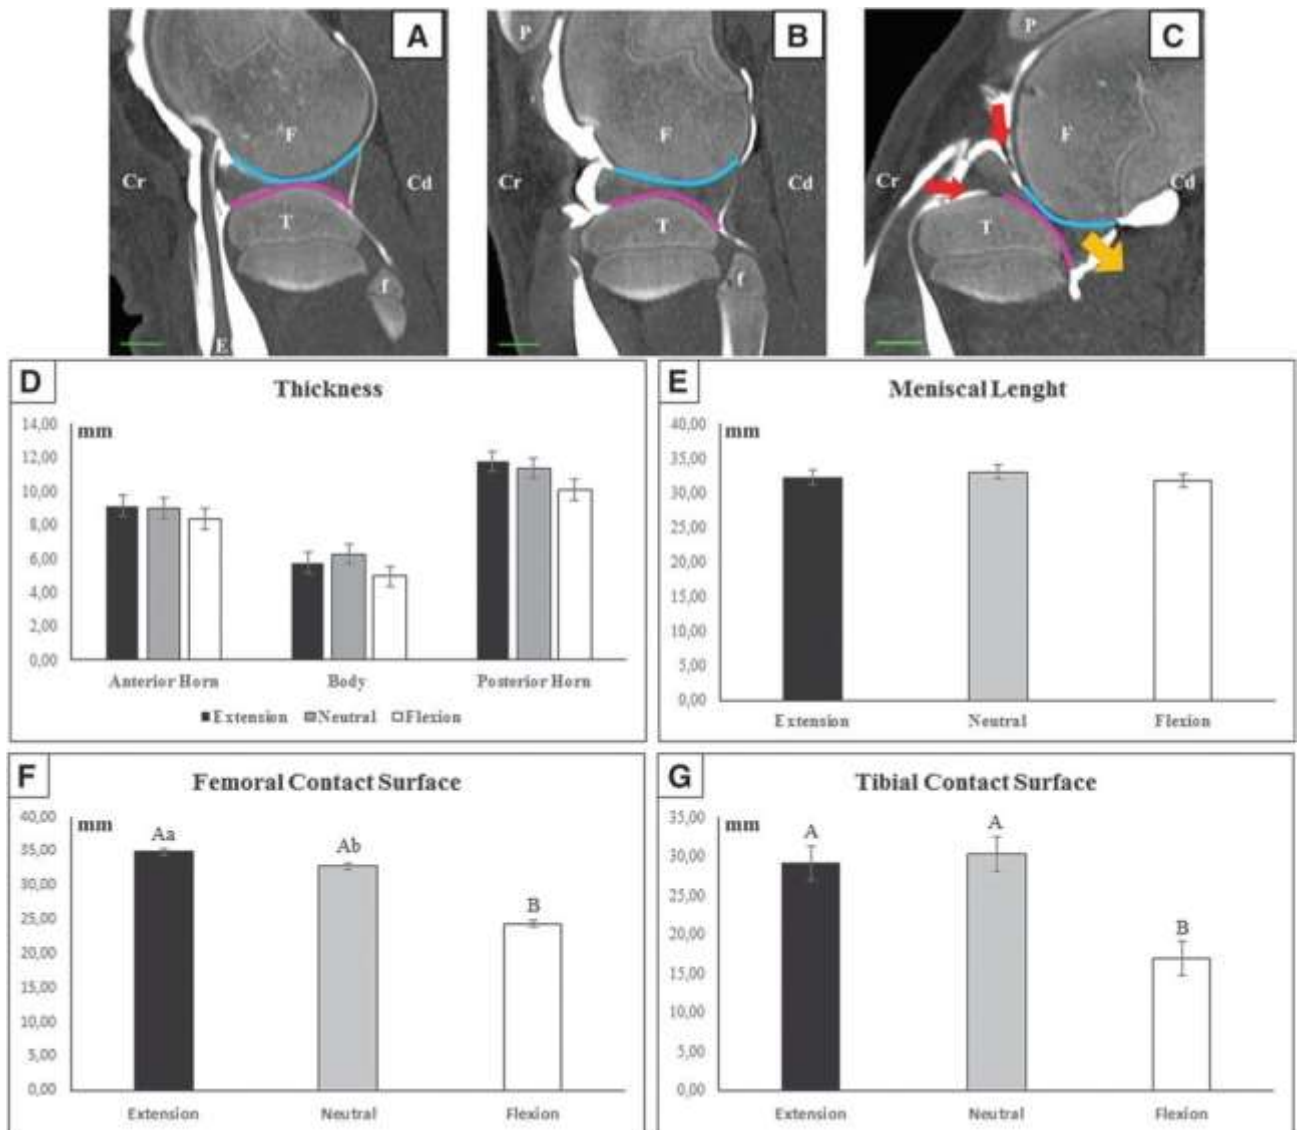 A
B
C
P
P
F
F
F
Cr
Cd
Cr
Cd
Cr
Cd
T
T
T
f
f
E
D
Thickness
mm
14,00
12,00
10,00
8,00
6,00
4,00
2,00
0,00
Anterior Horn Body Posterior Horn
Extension Neutral Flexion
E
Meniscal Lenght
mm
40,00
35,00
30,00
25,00
20,00
15,00
10,00
5,00
0,00
Extension Neutral Flexion
F
Femoral Contact Surface
mm
40,00
35,00
30,00
25,00
20,00
15,00
10,00
5,00
0,00
Aa Ab B
Extension Neutral Flexion
G
Tibial Contact Surface
mm
35,00
30,00
25,00
20,00
15,00
10,00
5,00
0,00
A A B
Extension Neutral Flexion